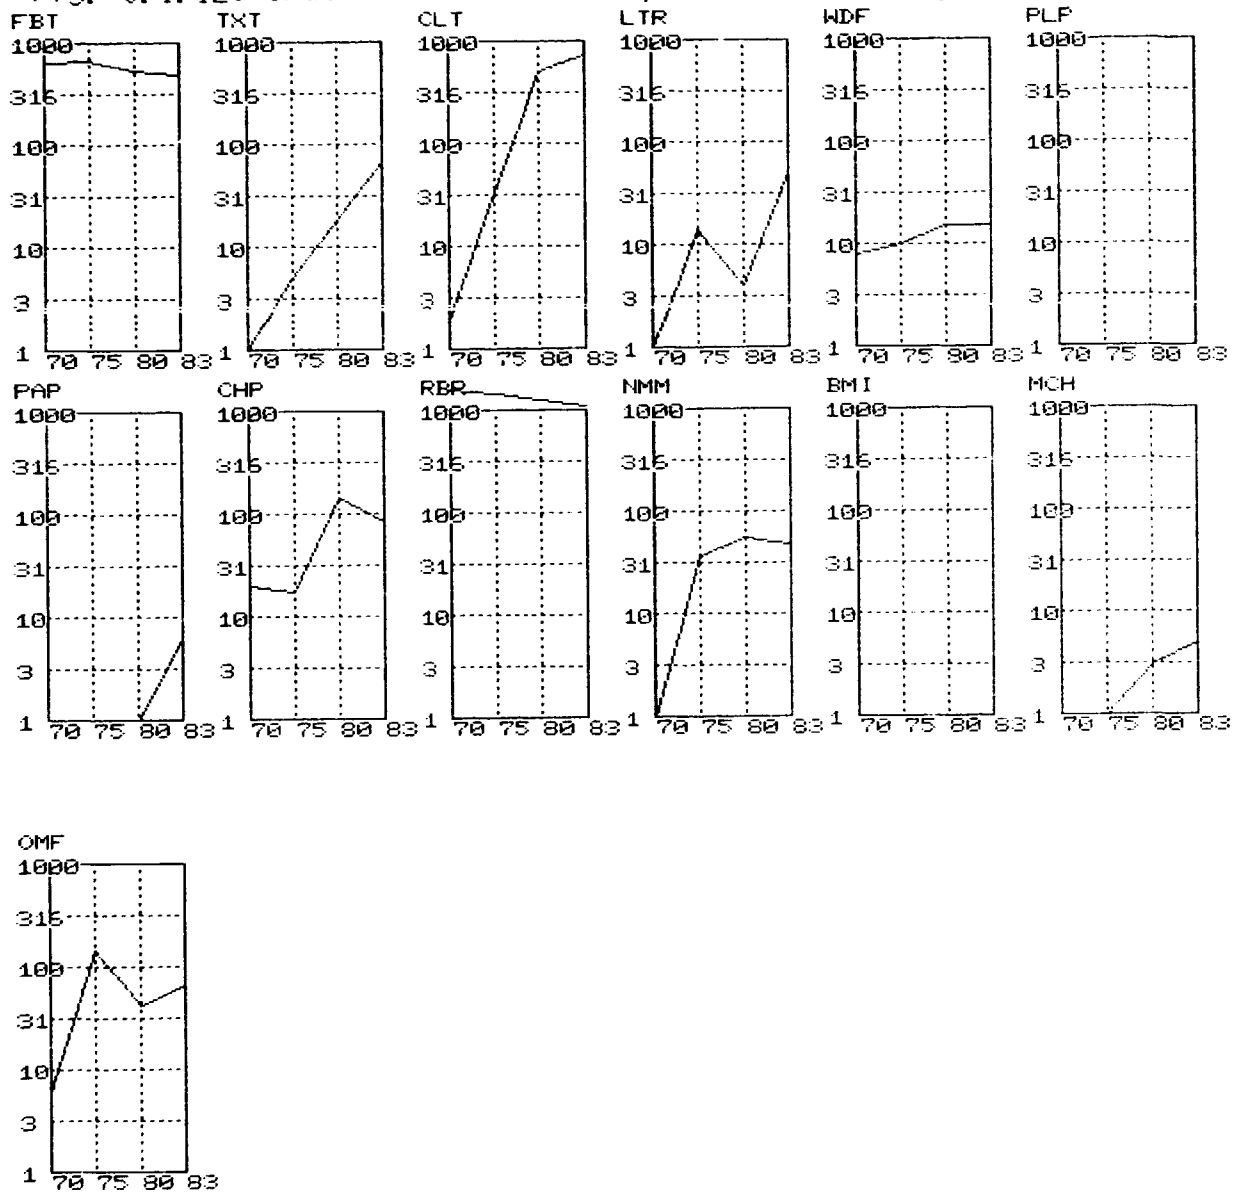 FBT TXT CLT LTR WDF PLP
1000 1000 1000 1000 1000 1000
316 316 316 316 316 316
100 100 100 100 100 100
31 31 31 31 31 31
10 10 10 10 10 10
3 3 3 3 3 3
1 70 75 80 83 1 70 75 80 83 1 70 75 80 83 1 70 75 80 83 1 70 75 80 83 1 70 75 80 83
PAP CHP RBR NMM BMI MCH
1000 1000 1000 1000 1000 1000
316 316 316 316 316 316
100 100 100 100 100 100
31 31 31 31 31 31
10 10 10 10 10 10
3 3 3 3 3 3
1 70 75 80 83 1 70 75 80 83 1 70 75 80 83 1 70 75 80 83 1 70 75 80 83 1 70 75 80 83
OMF
1000
316
100
31
10
3
1 70 75 80 83